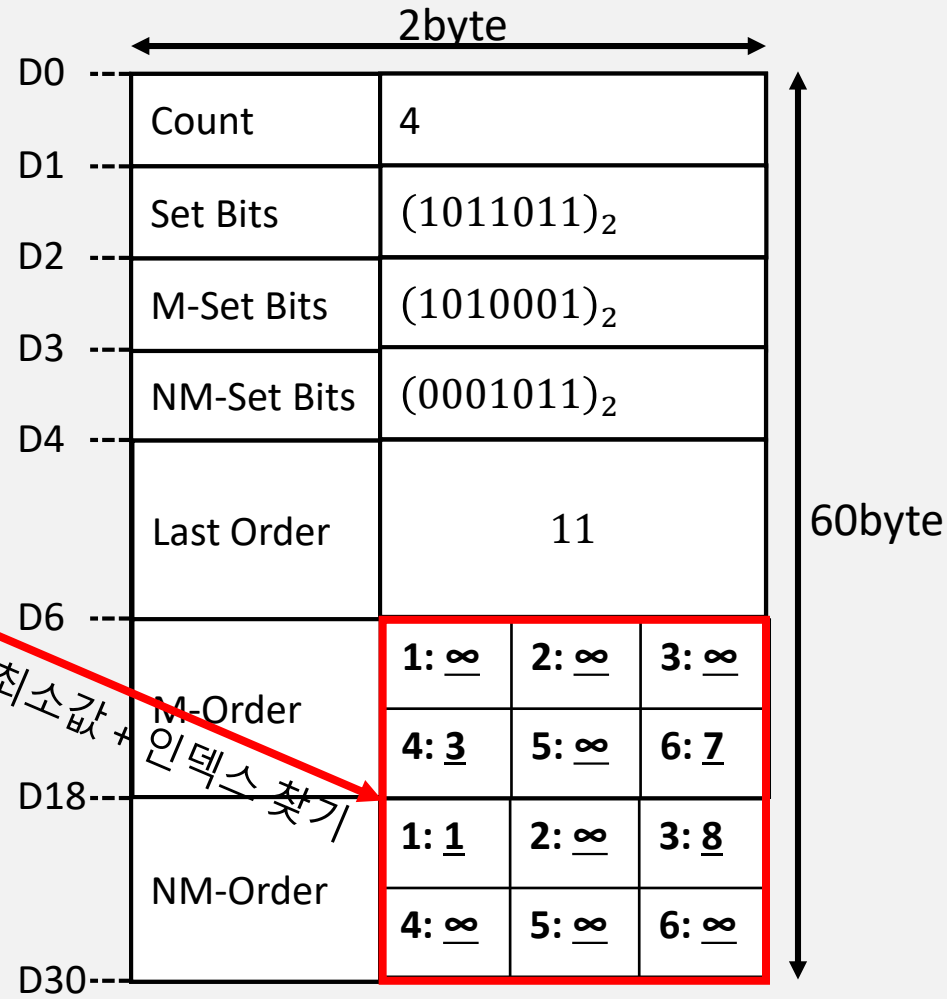 2byte
D0
Count 4
D1
Set Bits (1011011)₂
D2
M-Set Bits (1010001)₂
D3
NM-Set Bits (0001011)₂
D4
Last Order 11
60byte
D6
1: ∞ 2: ∞ 3: ∞
M-Order
4: 3 5: ∞ 6: 7
최소값 + 인덱스 찾기
D18
1: 1 2: ∞ 3: 8
NM-Order
4: ∞ 5: ∞ 6: ∞
D30